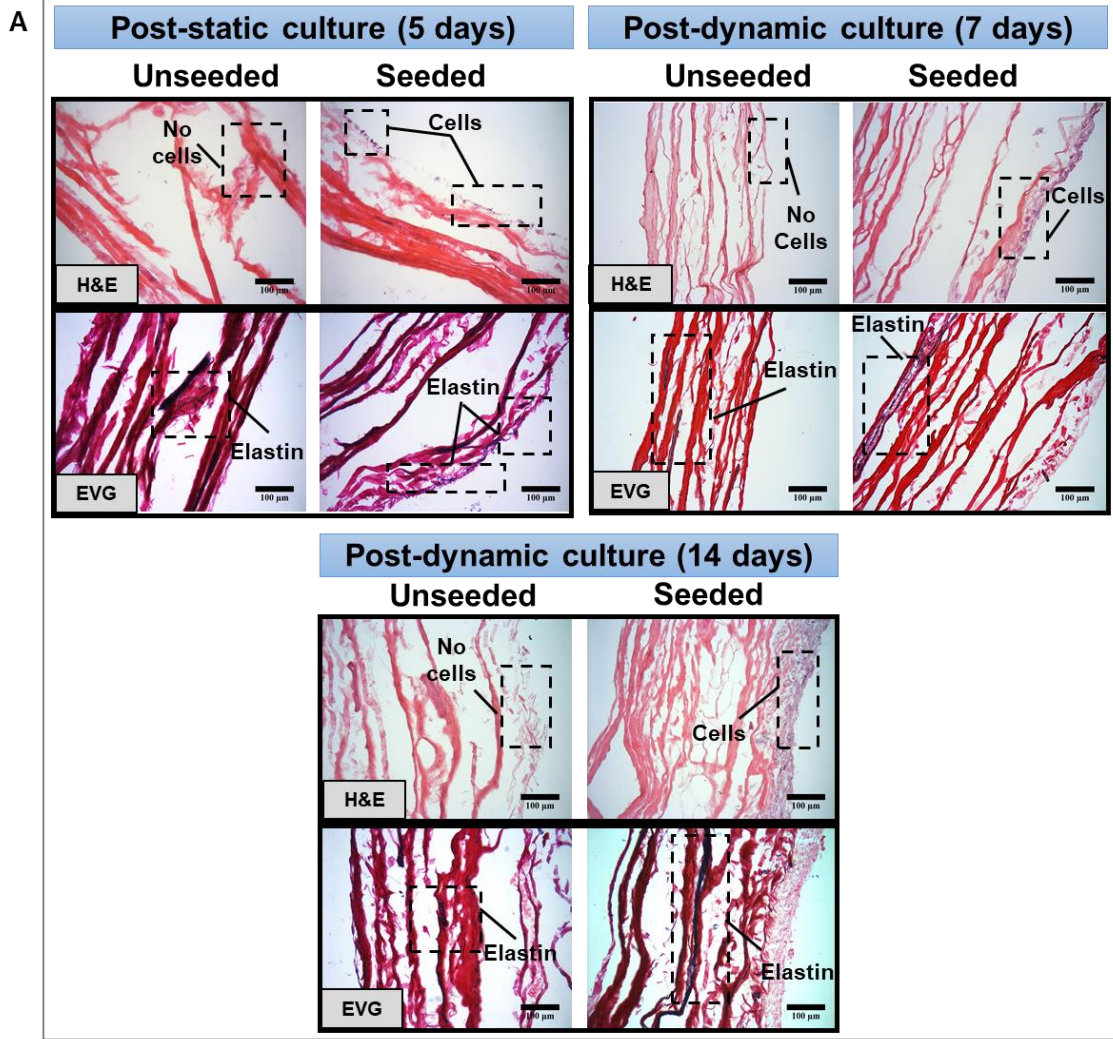 A
Post-static culture (5 days)
Unseeded
Seeded
No
cells
H&E
100 µm
Cells
100 µm
EVG
Elastin
100 µm
Elastin
100 µm
Post-dynamic culture (7 days)
Unseeded
Seeded
No
Cells
H&E
100 µm
Cells
100 µm
Elastin
EVG
100 µm
Elastin
100 µm
Post-dynamic culture (14 days)
Unseeded
Seeded
No
cells
H&E
100 µm
Cells
100 µm
Elastin
EVG
100 µm
Elastin
100 µm